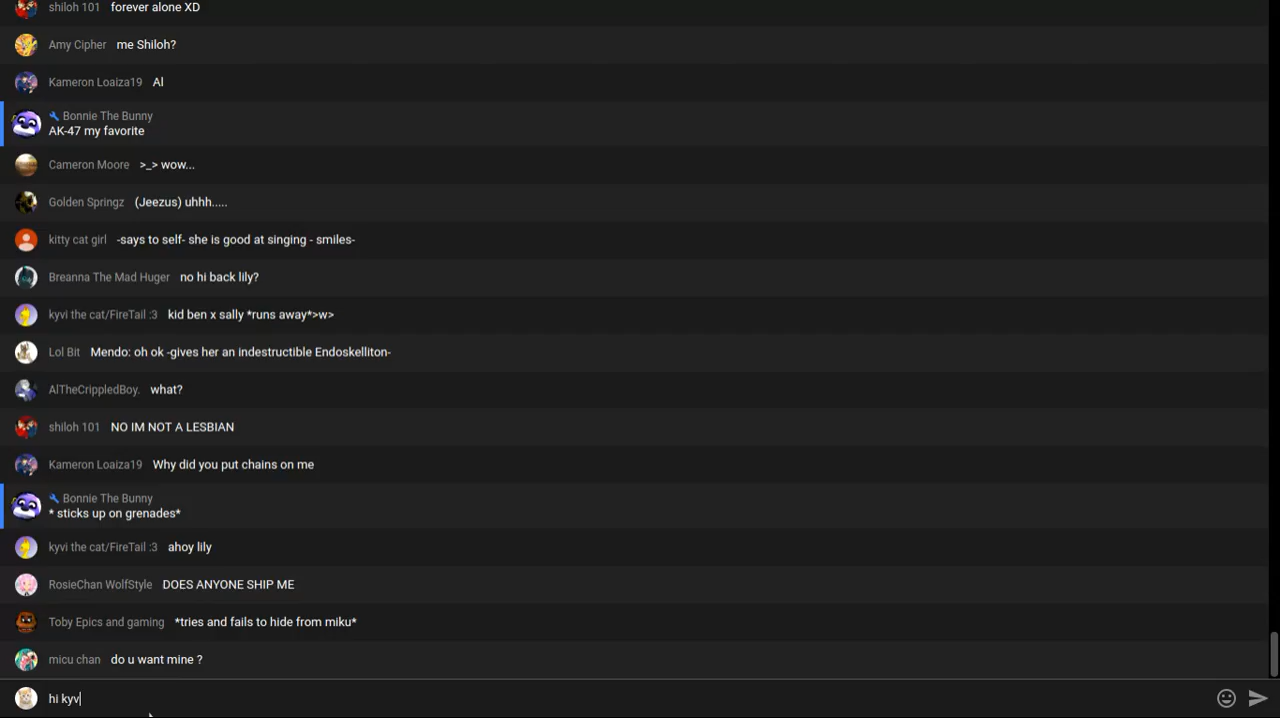 shiloh 101 forever alone XD
Amy Cipher me Shiloh?
Kameron Loaiza19 Al
Bonnie The Bunny
AK-47 my favorite
Cameron Moore >_> wow...
Golden Springz (Jeezus) uhhh.....
kitty cat girl -says to self- she is good at singing - smiles-
Breanna The Mad Huger no hi back lily?
kyvi the cat/FireTail :3 kid ben x sally *runs away*>w>
Lol Bit Mendo: oh ok -gives her an indestructible Endoskelliton-
AlTheCrippledBoy. what?
shiloh 101 NO IM NOT A LESBIAN
Kameron Loaiza19 Why did you put chains on me
Bonnie The Bunny
* sticks up on grenades*
kyvi the cat/FireTail :3 ahoy lily
RosieChan WolfStyle DOES ANYONE SHIP ME
Toby Epics and gaming *tries and fails to hide from miku*
micu chan do u want mine ?
hi kyv